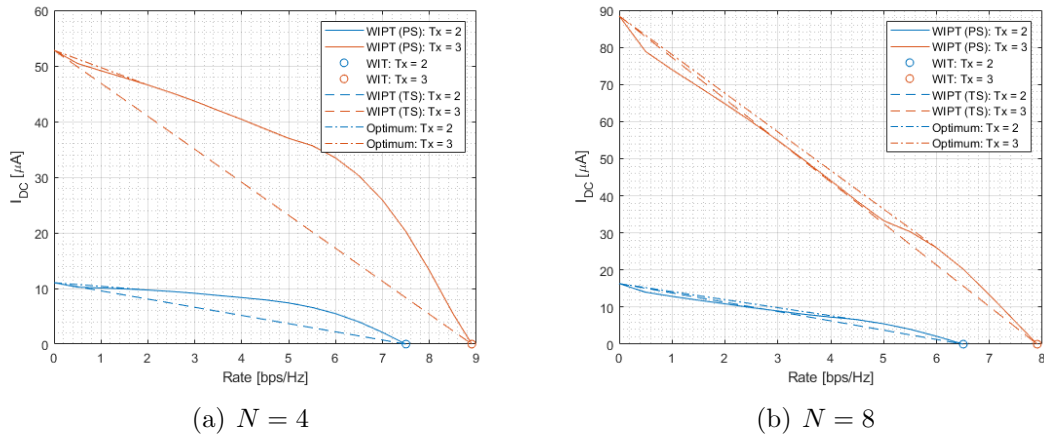 60
50
40
30
20
10
0
0 1 2 3 4 5 6 7 8 9
I_DC [μA]
Rate [bps/Hz]
WIPT (PS): Tx = 2
WIPT (PS): Tx = 3
WIT: Tx = 2
WIT: Tx = 3
WIPT (TS): Tx = 2
WIPT (TS): Tx = 3
Optimum: Tx = 2
Optimum: Tx = 3
(a) N = 4
90
80
70
60
50
40
30
20
10
0
0 1 2 3 4 5 6 7 8
I_DC [μA]
Rate [bps/Hz]
WIPT (PS): Tx = 2
WIPT (PS): Tx = 3
WIT: Tx = 2
WIT: Tx = 3
WIPT (TS): Tx = 2
WIPT (TS): Tx = 3
Optimum: Tx = 2
Optimum: Tx = 3
(b) N = 8